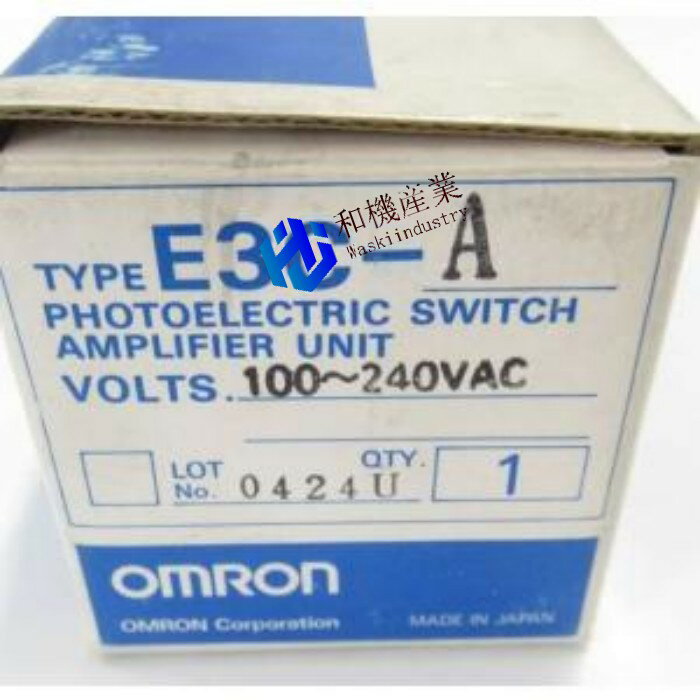 和機産業
Waskiindustry
TYPE E3C-A
PHOTOELECTRIC SWITCH
AMPLIFIER UNIT
VOLTS. 100~240VAC
LOT No. 0424U QTY. 1
OMRON
OMRON Corporation MADE IN JAPAN